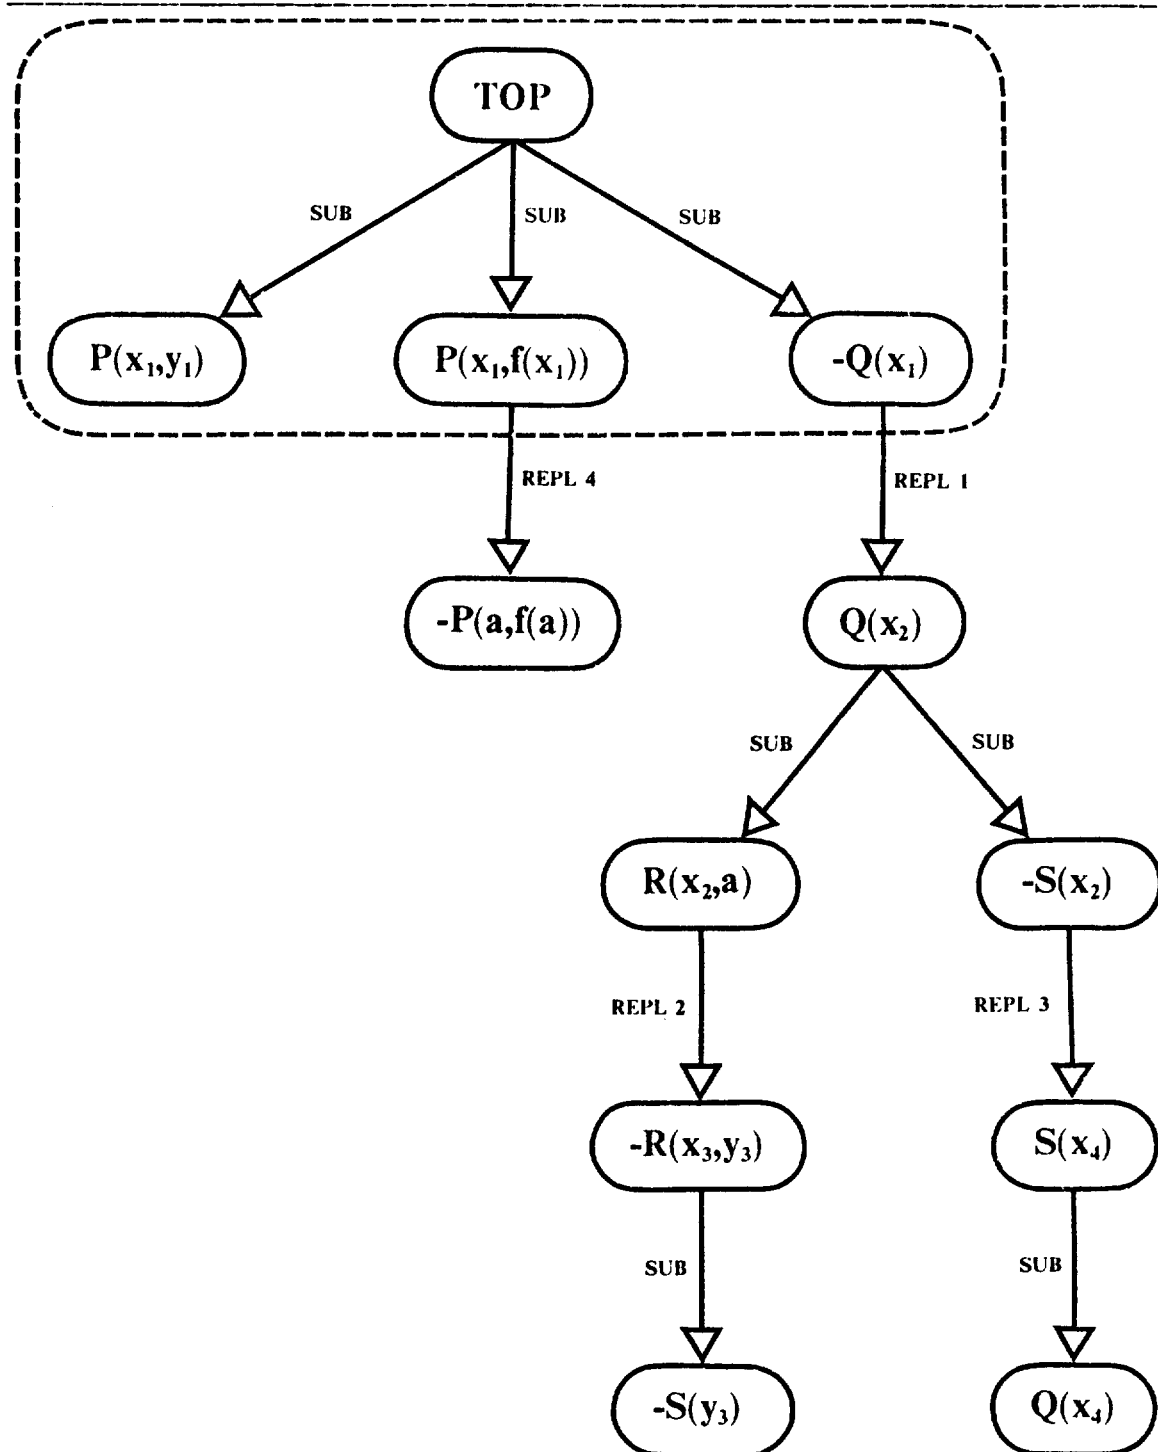 TOP
SUB SUB SUB
P(x₁,y₁) P(x₁,f(x₁)) -Q(x₁)
REPL 4 REPL 1
-P(a,f(a)) Q(x₂)
SUB SUB
R(x₂,a) -S(x₂)
REPL 2 REPL 3
-R(x₃,y₃) S(x₄)
SUB SUB
-S(y₃) Q(x₄)